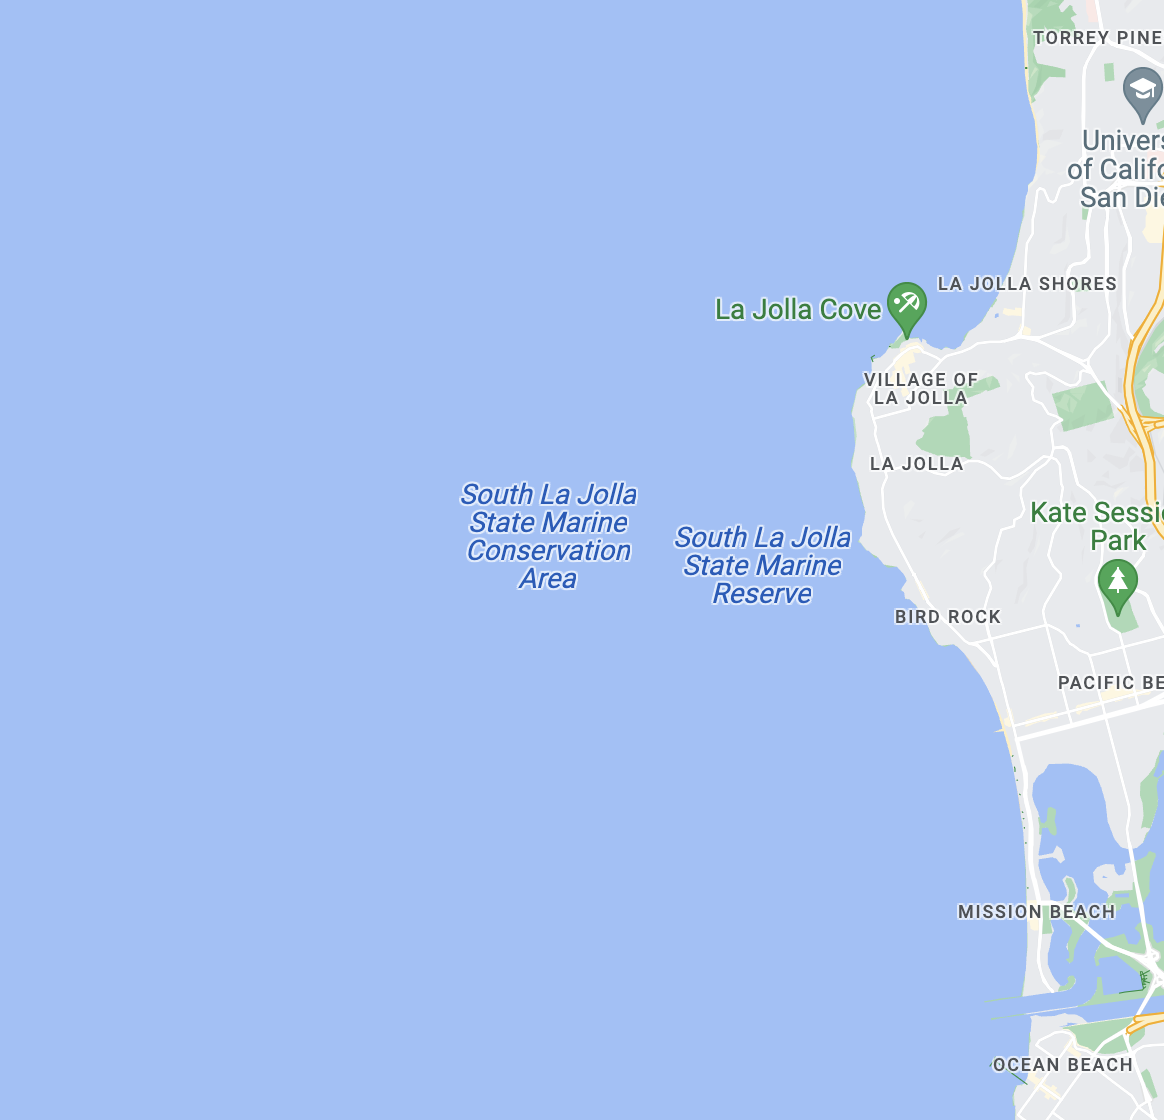 TORREY PINE
Univers
of Califo
San Die
LA JOLLA SHORES
La Jolla Cove
VILLAGE OF
LA JOLLA
LA JOLLA
South La Jolla
State Marine
Conservation
Area
South La Jolla
State Marine
Reserve
Kate Sessio
Park
BIRD ROCK
PACIFIC BE
MISSION BEACH
OCEAN BEACH